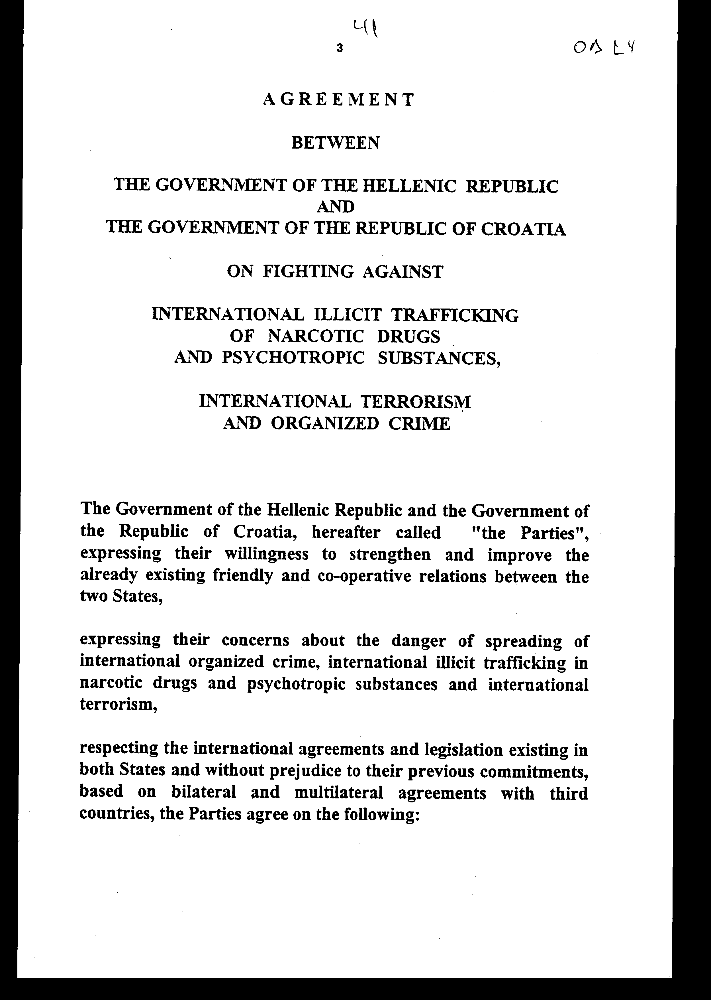 41
3
A G R E E M E N T
BETWEEN
THE GOVERNMENT OF THE HELLENIC REPUBLIC
AND
THE GOVERNMENT OF THE REPUBLIC OF CROATIA
ON FIGHTING AGAINST
INTERNATIONAL ILLICIT TRAFFICKING
OF NARCOTIC DRUGS
AND PSYCHOTROPIC SUBSTANCES,
INTERNATIONAL TERRORISM
AND ORGANIZED CRIME
The Government of the Hellenic Republic and the Government of
the Republic of Croatia, hereafter called "the Parties",
expressing their willingness to strengthen and improve the
already existing friendly and co-operative relations between the
two States,
expressing their concerns about the danger of spreading of
international organized crime, international illicit trafficking in
narcotic drugs and psychotropic substances and international
terrorism,
respecting the international agreements and legislation existing in
both States and without prejudice to their previous commitments,
based on bilateral and multilateral agreements with third
countries, the Parties agree on the following: